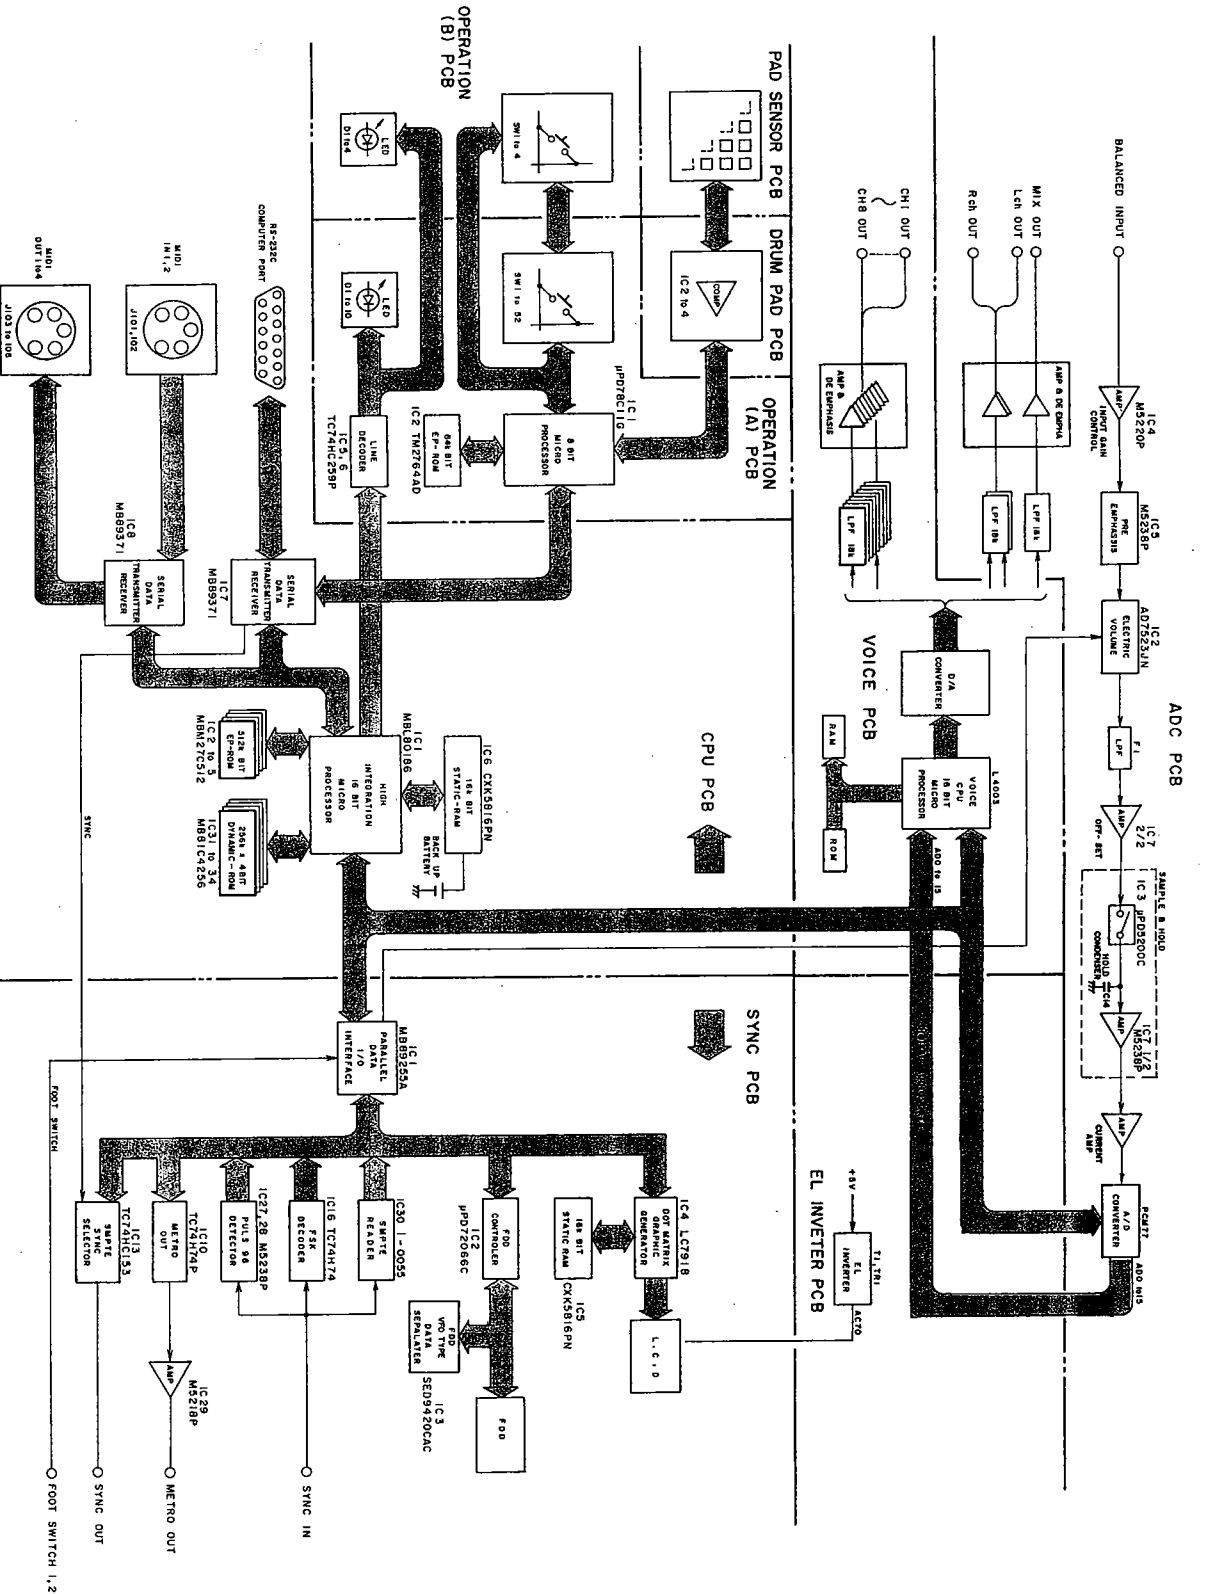 ADC PCB
BALANCED INPUT
AMP
IC4
M5220P
INPUT GAIN
CONTROL
IC5
M5238P
PRE
EMPHASSIS
IC2
AD7523JN
ELECTRIC
VOLUME
F1
LPF
IC7
2/2
AMP
OFF-SET
SAMPLE & HOLD
IC3
μPD5200C
HOLD
CONDENSER
C14
IC7 1/2
M5238P
AMP
AMP
CURRENT
AMP
PCM77
A/D
CONVERTER
AD0 to15
MIX OUT
Lch OUT
Rch OUT
AMP & DE EMPHA
LPF 18k
LPF 18k
CH1 OUT
CH8 OUT
AMP &
DE EMPHASIS
LPF 18k
VOICE PCB
D/A
CONVERTER
L4003
VOICE
CPU
16 BIT
MICRO
PROCESSOR
AD0 to 15
RAM
ROM
EL INVETER PCB
+5V
T1,TR1
EL
INVERTER
AC70
PAD SENSOR PCB
DRUM PAD PCB
COMP
IC2 to 4
OPERATION
(A) PCB
OPERATION
(B) PCB
SW1 to 4
SW1 to 52
IC1
μPD78C11G
8 BIT
MICRO
PROCESSOR
64k BIT
EP-ROM
IC2 TM2764AD
LED
D1 to4
LED
D1 to 10
LINE
DECODER
IC5,6
TC74HC259P
CPU PCB
SYNC PCB
RS-232C
COMPUTER PORT
MIDI
IN1,2
J101,102
MIDI
OUT 1 to4
J103 to 106
SERIAL
DATA
TRANSMITTER
RECEIVER
IC7
MB89371
IC8
MB89371
SERIAL
DATA
TRANSMITTER
RECEIVER
SYNC
IC1
MBL80186
HIGH
INTEGRATION
16 BIT
MICRO
PROCESSOR
IC6 CXK5816PN
16k BIT
STATIC-RAM
BACK UP
BATTERY
512k BIT
EP-ROM
IC2 to 5
MBM27C512
256k x 4BIT
DYNAMIC-ROM
IC31 to 34
MB81C4256
IC1
MB89255A
PARALLEL
DATA
I/O
INTERFACE
FOOT SWITCH
IC4 LC7918
DOT MATRIX
GRAPHIC
GENERATOR
16k BIT
STATIC RAM
IC5
CXK5816PN
L.C.D
FDD
CONTROLER
IC2
μPD72066C
FDD
VFO TYPE
DATA
SEPALATER
IC3
SED9420CAC
FDD
IC30 1-0055
SMPTE
READER
IC16 TC74H74
FSK
DECODER
IC27,28 M5238P
PULS 96
DETECTOR
IC10
TC74H74P
METRO
OUT
IC13
TC74HC153
SMPTE
SYNC
SELECTOR
AMP
IC29
M5218P
SYNC IN
METRO OUT
SYNC OUT
FOOT SWITCH 1,2